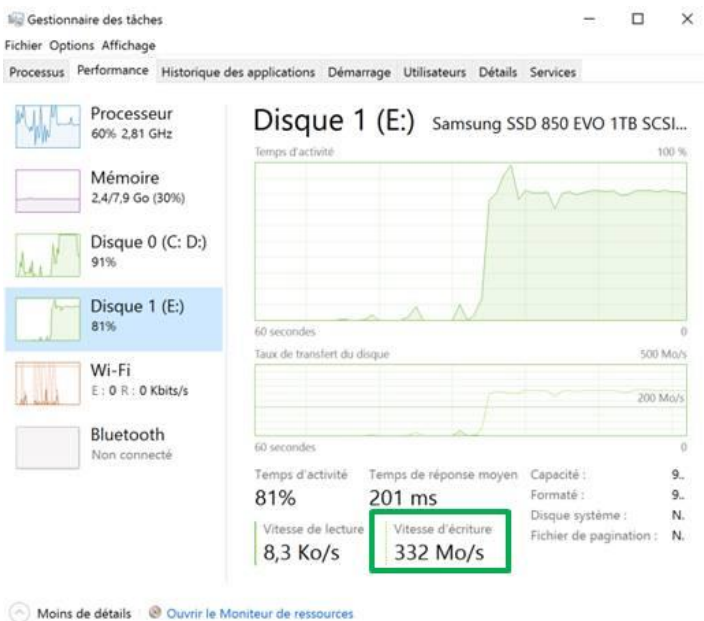 Gestionnaire des tâches
Fichier Options Affichage
Processus Performance Historique des applications Démarrage Utilisateurs Détails Services
Processeur
60% 2,81 GHz
Mémoire
2,4/7,9 Go (30%)
Disque 0 (C: D:)
91%
Disque 1 (E:)
81%
Wi-Fi
E : 0 R : 0 Kbits/s
Bluetooth
Non connecté
Disque 1 (E:) Samsung SSD 850 EVO 1TB SCSI...
Temps d'activité 100 %
60 secondes 0
Taux de transfert du disque 500 Mo/s
200 Mo/s
60 secondes 0
Temps d'activité Temps de réponse moyen
81% 201 ms
Vitesse de lecture Vitesse d'écriture
8,3 Ko/s 332 Mo/s
Capacité : 9..
Formaté : 9..
Disque système : N.
Fichier de pagination : N.
Moins de détails Ouvrir le Moniteur de ressources